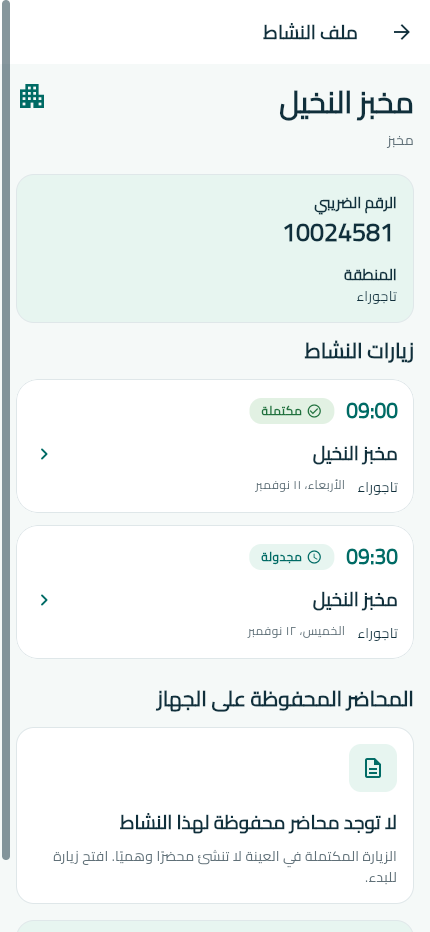 ملف النشاط
مخبز النخيل
مخبز
الرقم الضريبي
10024581
المنطقة
تاجوراء
زيارات النشاط
09:00 مكتملة
مخبز النخيل
تاجوراء الأربعاء، ١١ نوفمبر
09:30 مجدولة
مخبز النخيل
تاجوراء الخميس، ١٢ نوفمبر
المحاضر المحفوظة على الجهاز
لا توجد محاضر محفوظة لهذا النشاط
الزيارة المكتملة في العينة لا تنشئ محضرًا وهميًا. افتح زيارة
للبدء.